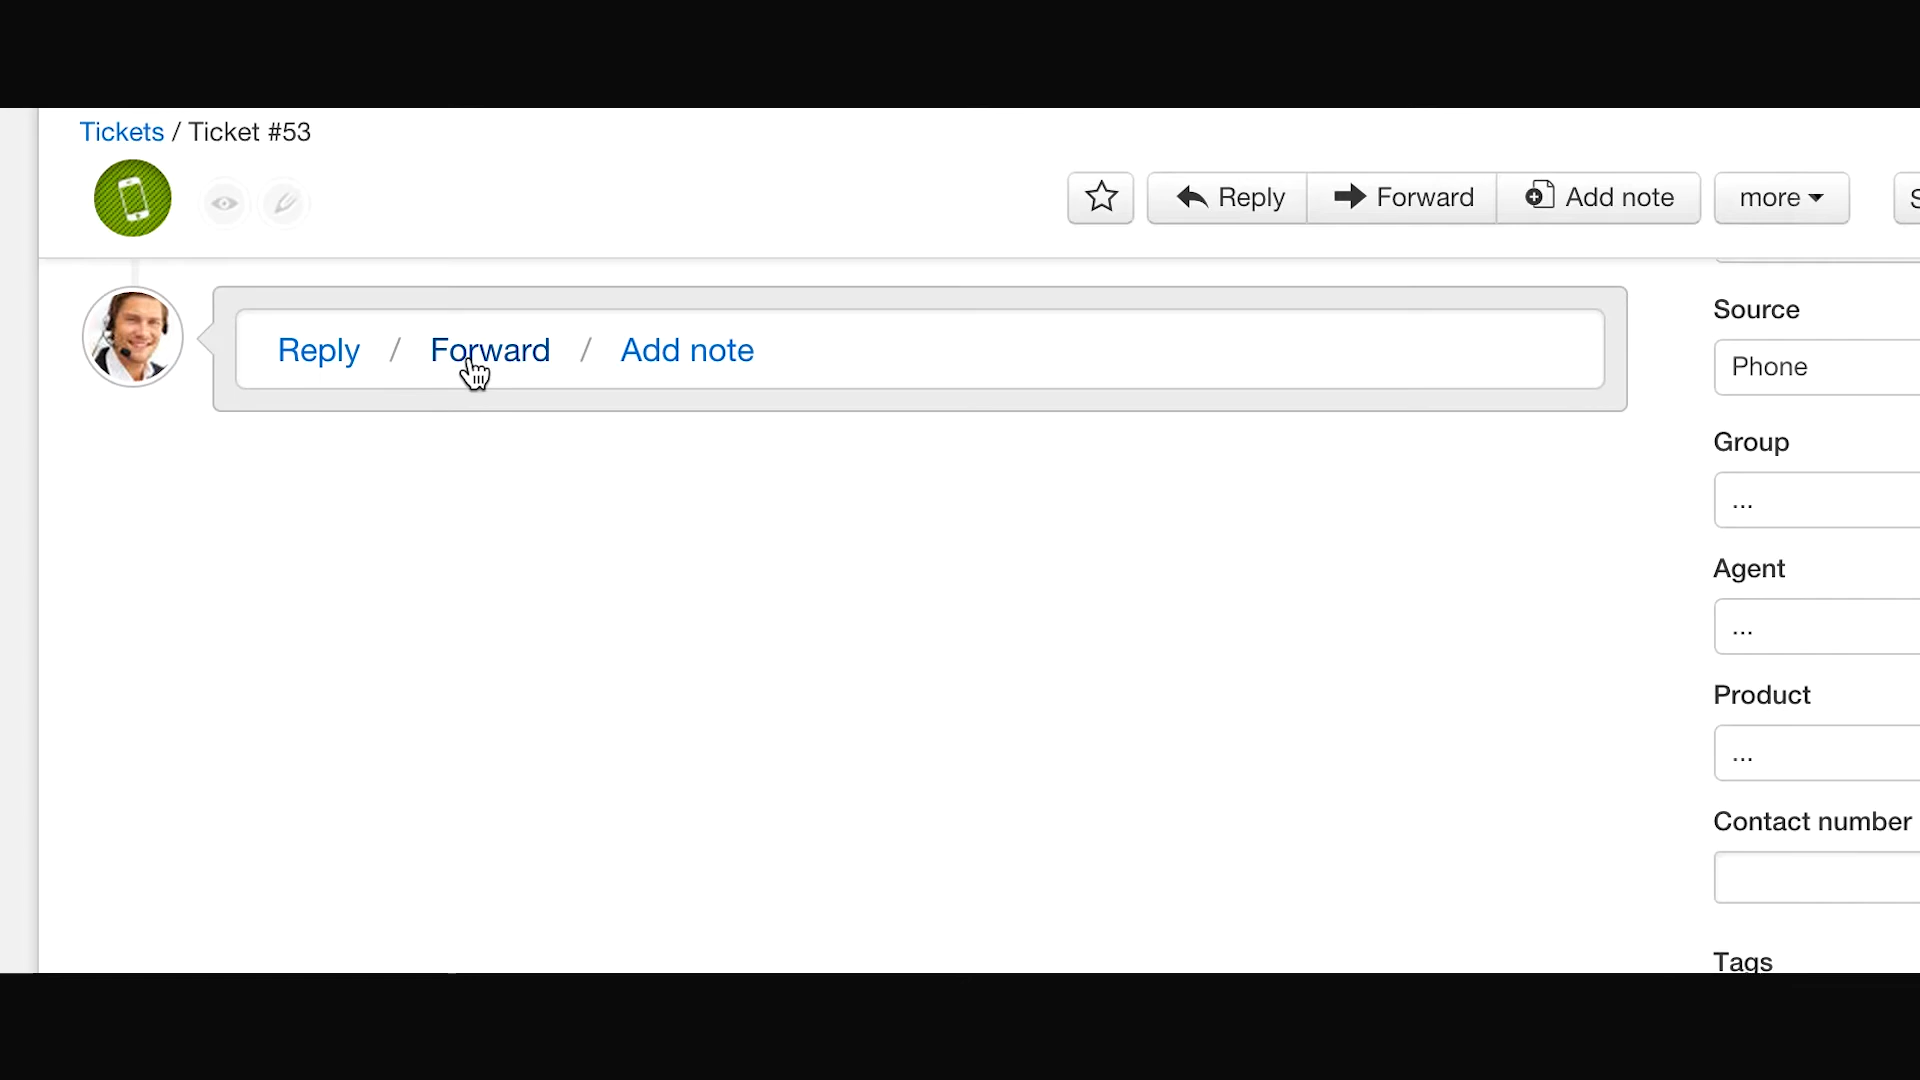 Tickets / Ticket #53
Reply
Forward
Add note
more
Reply / Forward / Add note
Source
Phone
Group
...
Agent
...
Product
...
Contact number
Tags